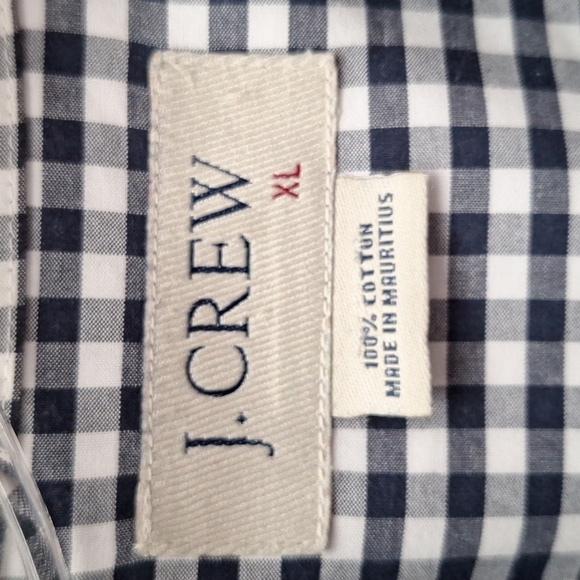 J. CREW
XL
100% COTTON
MADE IN MAURITIUS